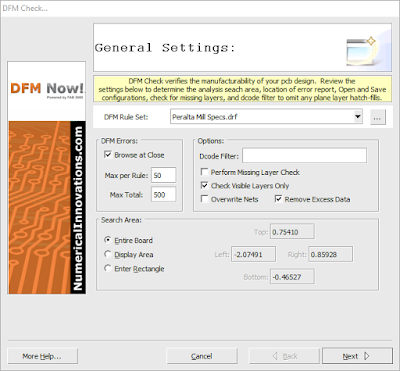 DFM Check...
General Settings:
DFM Now!
Powered by FAB 3000
DFM Check verifies the manufacturability of your pcb design. Review the
settings below to determine the analysis seach area, location of error report, Open and Save
configurations, check for missing layers, and dcode filter to omit any plane layer hatch-fills.
DFM Rule Set:
Peralta Mill Specs.drf
...
DFM Errors:
Browse at Close
Max per Rule:
50
Max Total:
500
Options:
Dcode Filter:
Perform Missing Layer Check
Check Visible Layers Only
Overwrite Nets
Remove Excess Data
NumericalInnovations.com
Search Area:
Entire Board
Display Area
Enter Rectangle
Top:
0.75410
Left:
-2.07491
Right:
0.85928
Bottom:
-0.46527
More Help...
Cancel
< Back
Next >